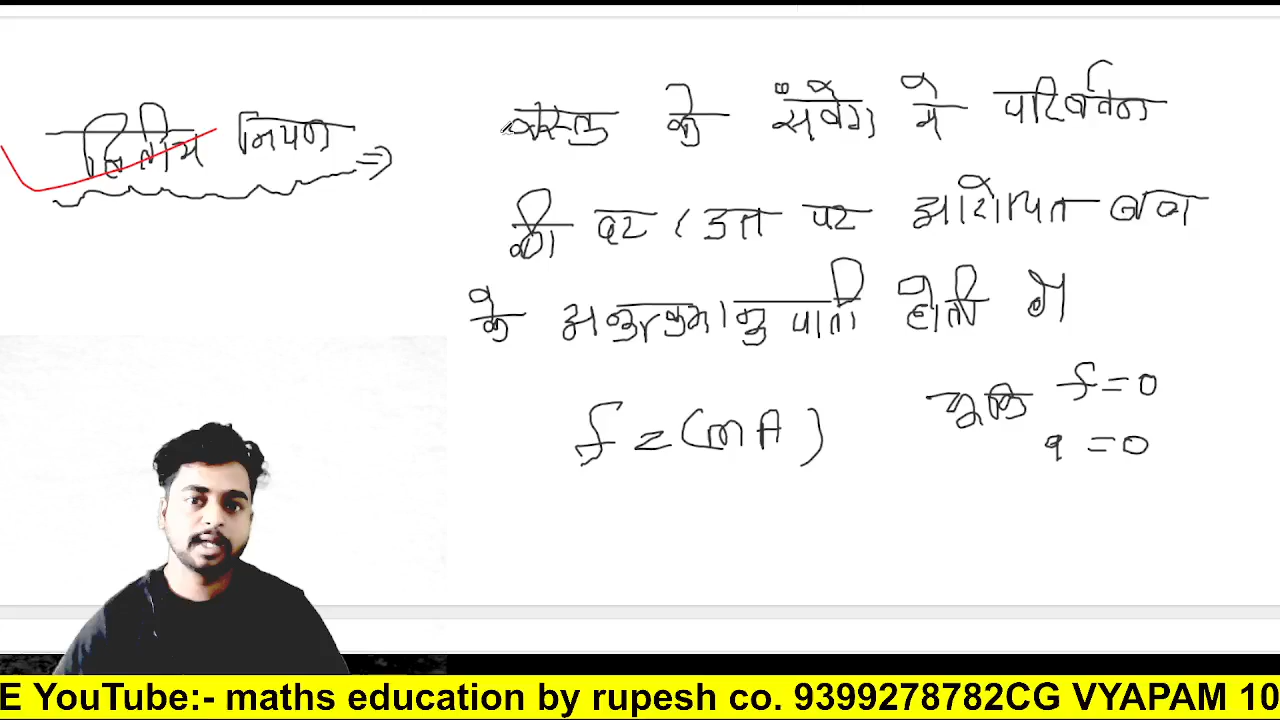 द्वितीय नियम ⇒
वस्तु के संवेग मे परिवर्तन
की दर, उस पर आरोपित बल
के अनुक्रमानुपाती होती है
f = (mA)
यदि f = 0
a = 0
E YouTube:- maths education by rupesh co. 9399278782CG VYAPAM 10